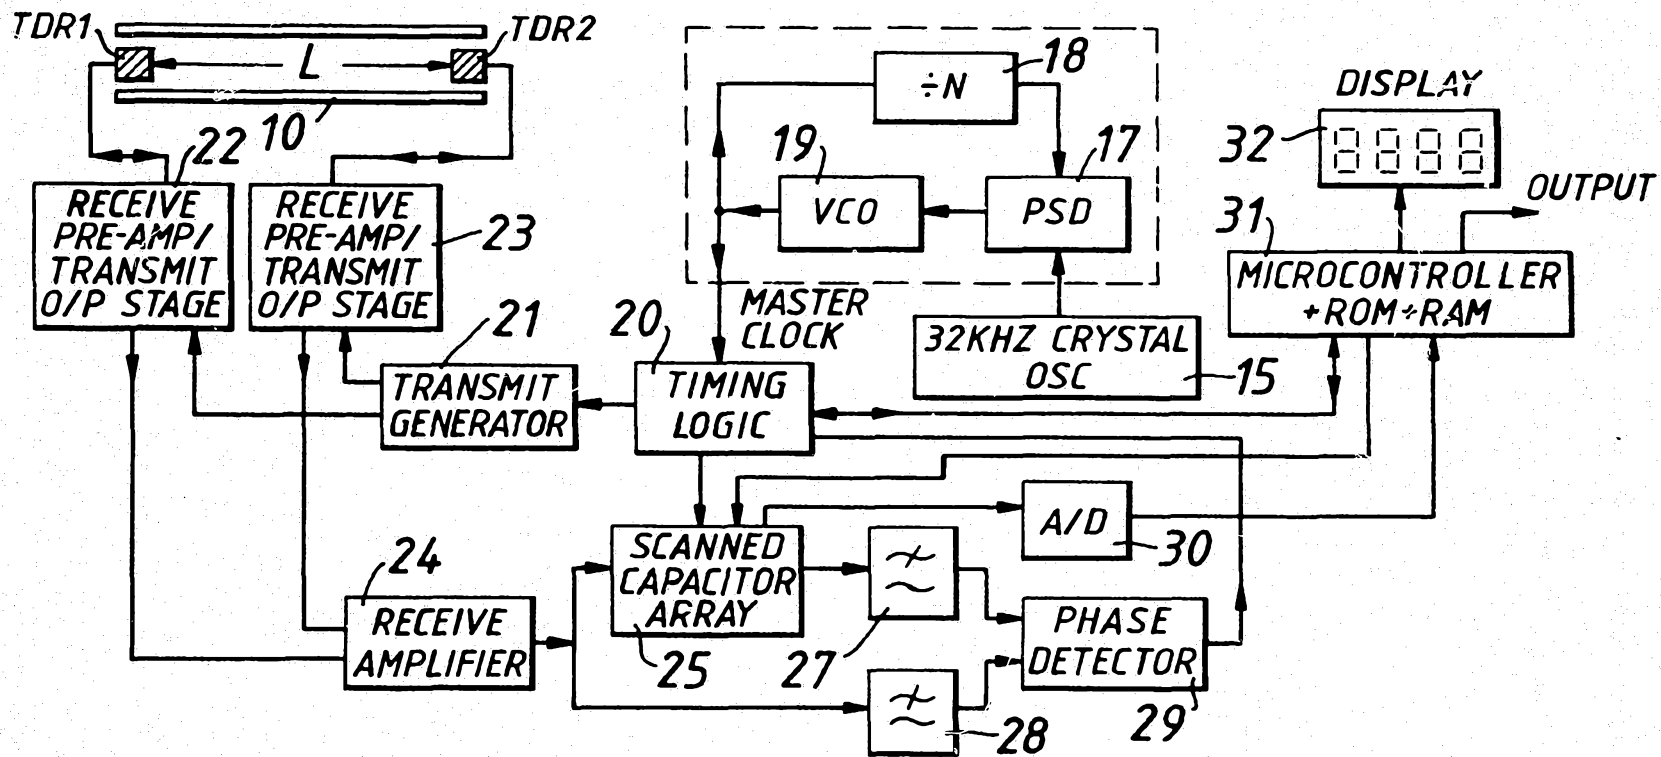 TDR1
TDR2
L
10
÷N
18
DISPLAY
32
8888
22
19
17
OUTPUT
RECEIVE
PRE-AMP/
TRANSMIT
O/P STAGE
RECEIVE
PRE-AMP/
TRANSMIT
O/P STAGE
23
VCO
PSD
31
MICROCONTROLLER
+ROM+RAM
MASTER
CLOCK
21
20
32KHZ CRYSTAL
OSC
15
TRANSMIT
GENERATOR
TIMING
LOGIC
A/D
30
24
SCANNED
CAPACITOR
ARRAY
25
27
RECEIVE
AMPLIFIER
PHASE
DETECTOR
29
28